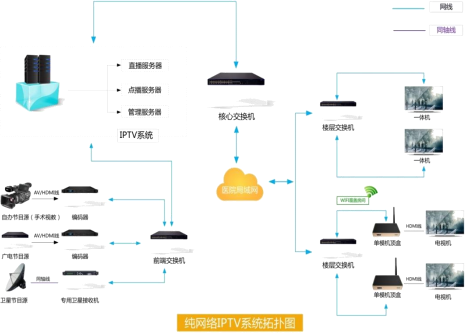 网线
同轴线
直播服务器
点播服务器
管理服务器
IPTV系统
核心交换机
楼层交换机
一体机
一体机
医院局域网
WIFI覆盖房间
AV/HDMI线
自办节目源（手术视教）
编码器
AV/HDMI线
广电节目源
编码器
前端交换机
同轴线
卫星节目源
专用卫星接收机
楼层交换机
HDMI线
单模机顶盒
电视机
HDMI线
单模机顶盒
电视机
纯网络IPTV系统拓扑图